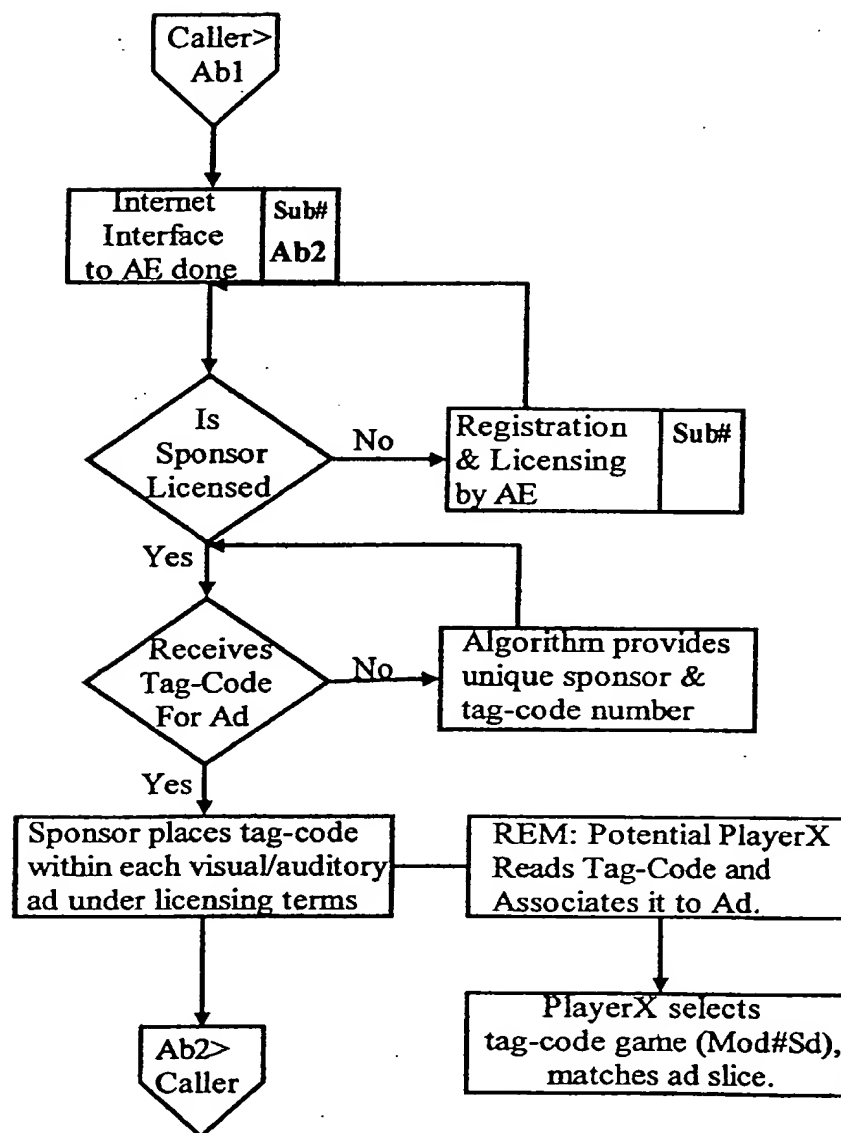 Caller>
Ab1
Internet
Interface
to AE done
Sub#
Ab2
Is
Sponsor
Licensed
No
Registration
& Licensing
by AE
Sub#
Yes
Receives
Tag-Code
For Ad
No
Algorithm provides
unique sponsor &
tag-code number
Yes
Sponsor places tag-code
within each visual/auditory
ad under licensing terms
REM: Potential PlayerX
Reads Tag-Code and
Associates it to Ad.
PlayerX selects
tag-code game (Mod#Sd),
matches ad slice.
Ab2>
Caller